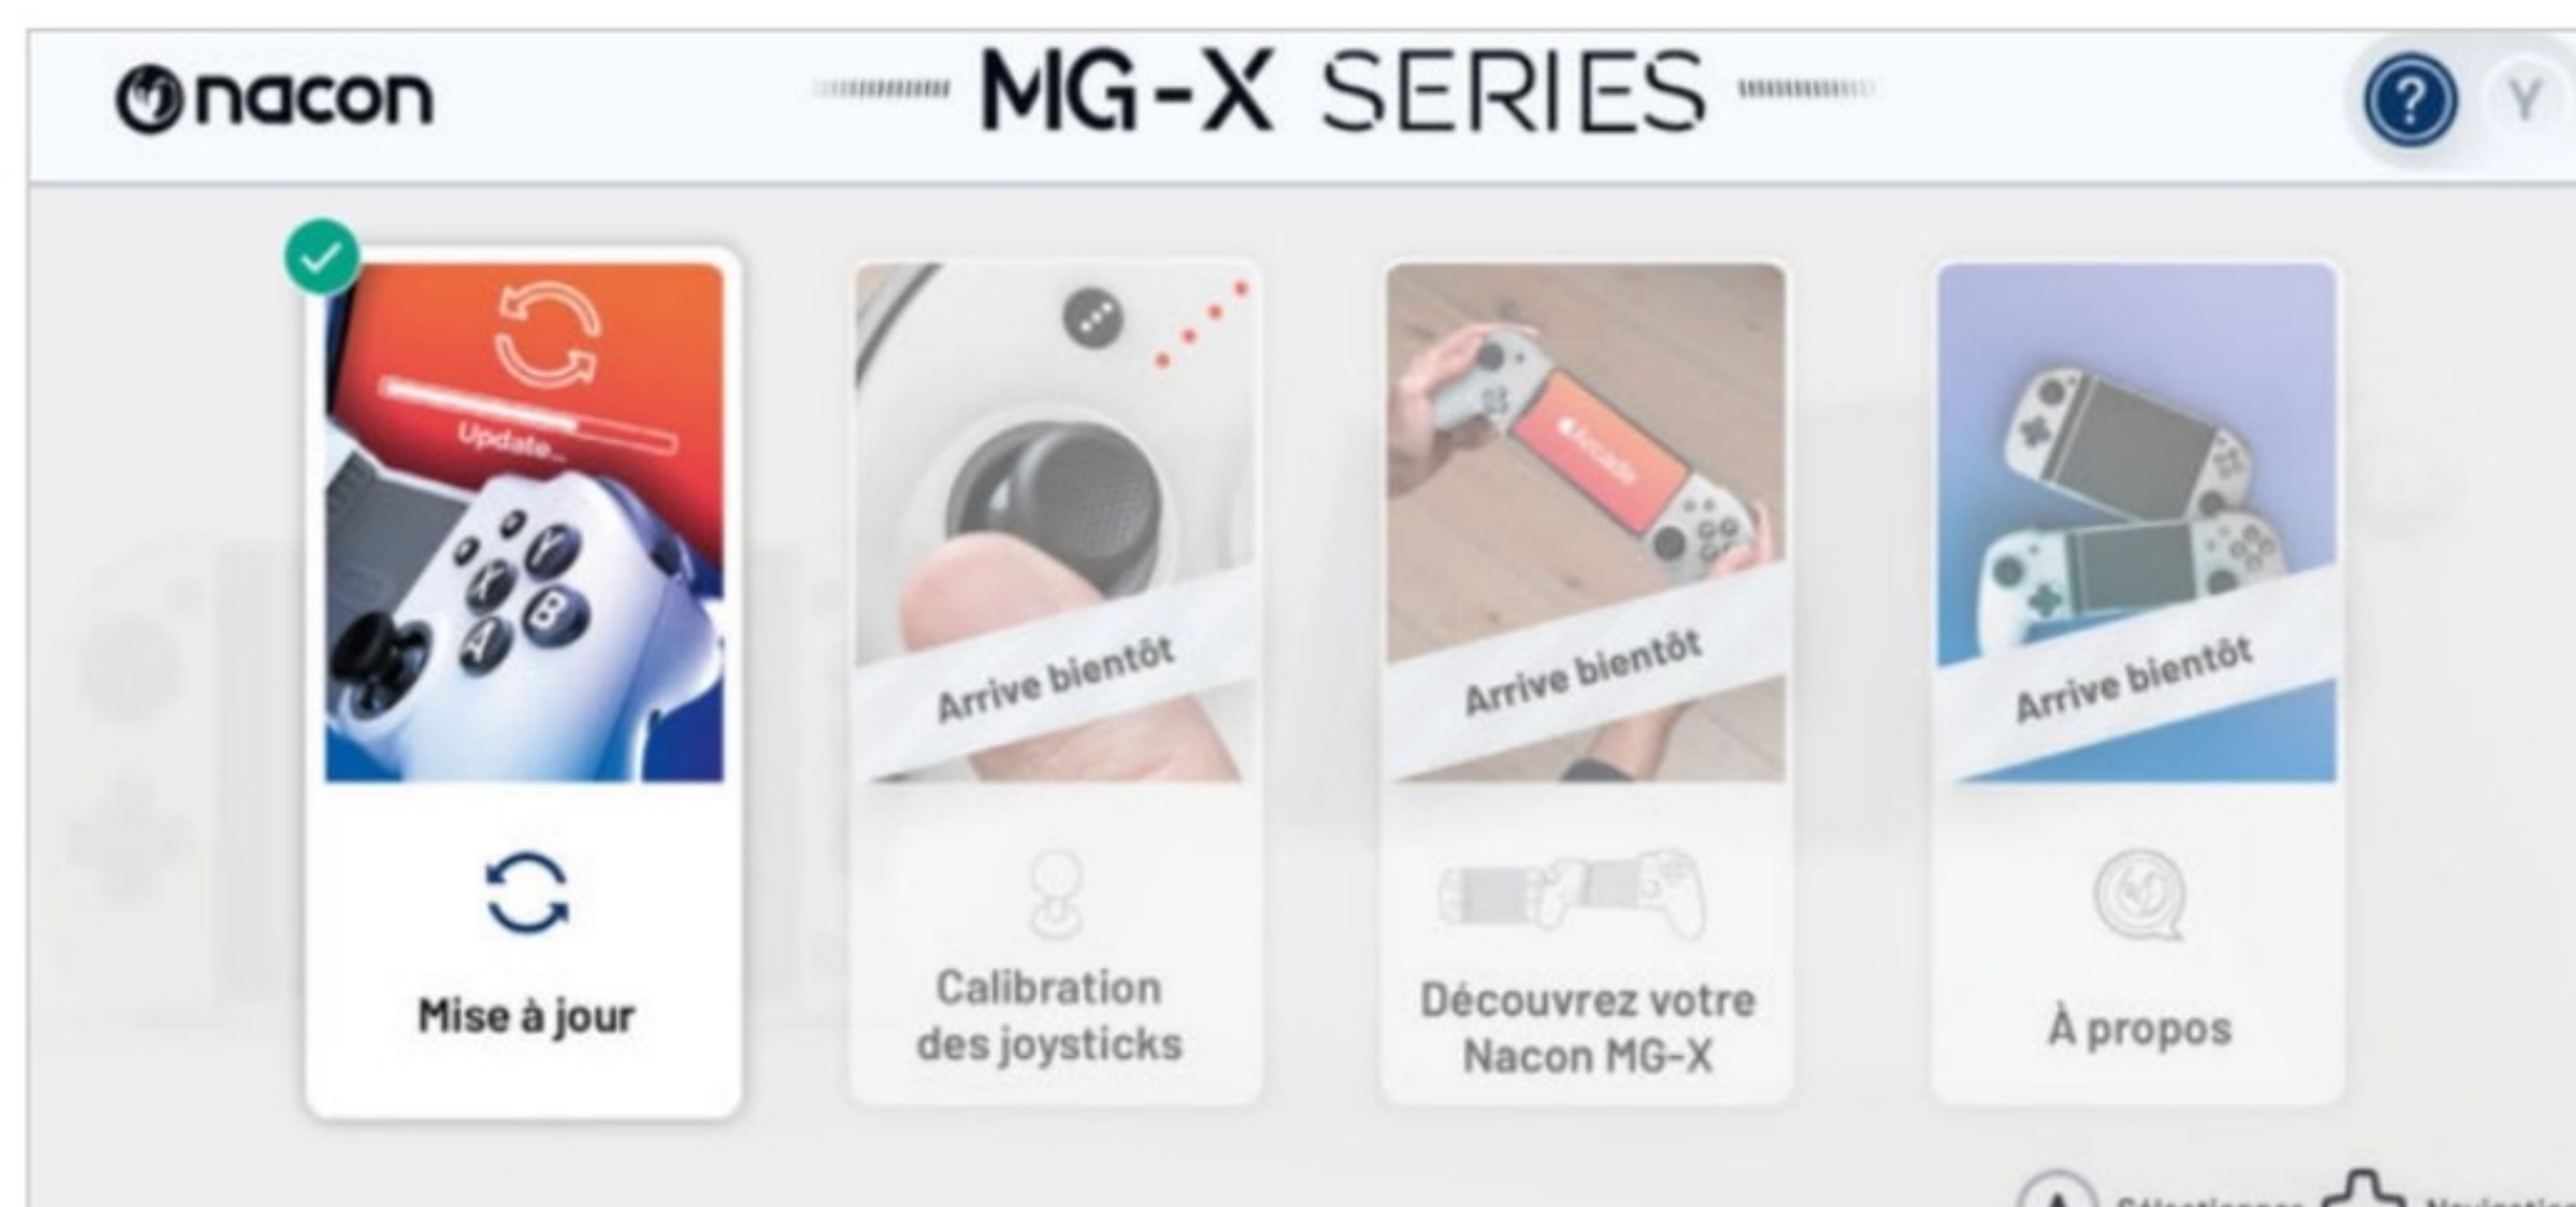 nacon
MG-X SERIES
? Y
Update...
Y
X
B
A
Arcade
Arrive bientôt
Arrive bientôt
Arrive bientôt
Mise à jour
Calibration
des joysticks
Découvrez votre
Nacon MG-X
À propos